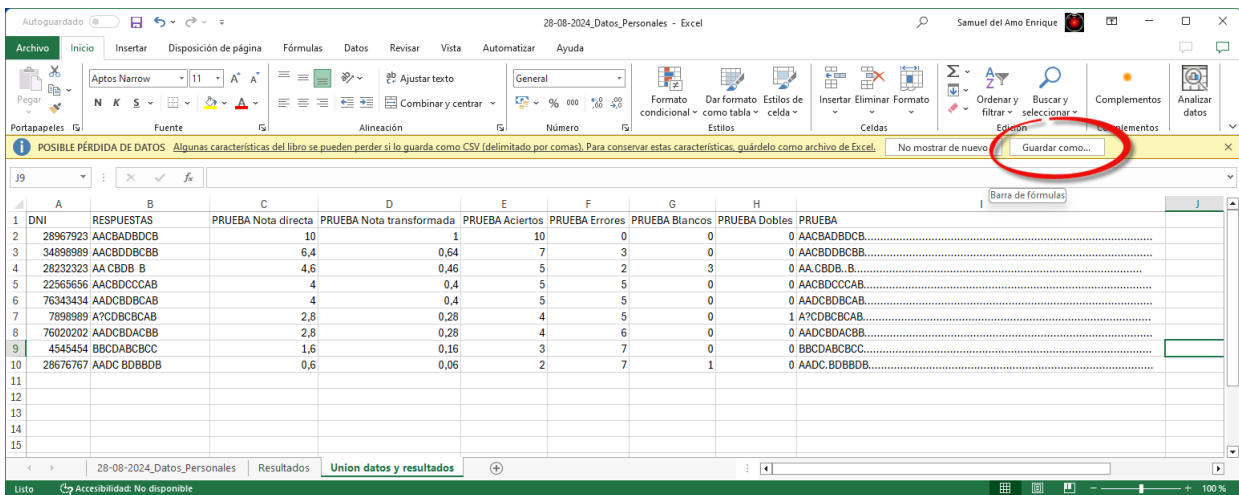 Autoguardado 28-08-2024_Datos_Personales - Excel Samuel del Amo Enrique
Archivo Inicio Insertar Disposición de página Fórmulas Datos Revisar Vista Automatizar Ayuda
Aptos Narrow 11 A A ab Ajustar texto General
Pegar N K S A Combinar y centrar % 000
Formato condicional Dar formato como tabla Estilos de celda
Insertar Eliminar Formato
Ordenar y filtrar Buscar y seleccionar
Complementos Analizar datos
Portapapeles Fuente Alineación Número Estilos Celdas Edición Complementos
POSIBLE PÉRDIDA DE DATOS Algunas características del libro se pueden perder si lo guarda como CSV (delimitado por comas). Para conservar estas características, guárdelo como archivo de Excel. No mostrar de nuevo Guardar como...
J9 fx
Barra de fórmulas
A B C D E F G H I J
1 DNI RESPUESTAS PRUEBA Nota directa PRUEBA Nota transformada PRUEBA Aciertos PRUEBA Errores PRUEBA Blancos PRUEBA Dobles PRUEBA
2 28967923 AACBADBDCB 10 1 10 0 0 0 AACBADBDCB...
3 34898989 AACBDDBCBB 6,4 0,64 7 3 0 0 AACBDDBCBB...
4 28232323 AA CBDB B 4,6 0,46 5 2 3 0 AA.CBDB..B...
5 22565656 AACBDCCCAB 4 0,4 5 5 0 0 AACBDCCCAB...
6 76343434 AADCBDBCAB 4 0,4 5 5 0 0 AADCBDBCAB...
7 7898989 A?CDBCBCAB 2,8 0,28 4 5 0 1 A?CDBCBCAB...
8 76020202 AADCBDACBB 2,8 0,28 4 6 0 0 AADCBDACBB...
9 4545454 BBCDABCBCC 1,6 0,16 3 7 0 0 BBCDABCBCC...
10 28676767 AADC BDBBDB 0,6 0,06 2 7 1 0 AADC.BDBBDB...
11
12
13
14
15
28-08-2024_Datos_Personales Resultados Union datos y resultados
Listo Accesibilidad: No disponible 100 %